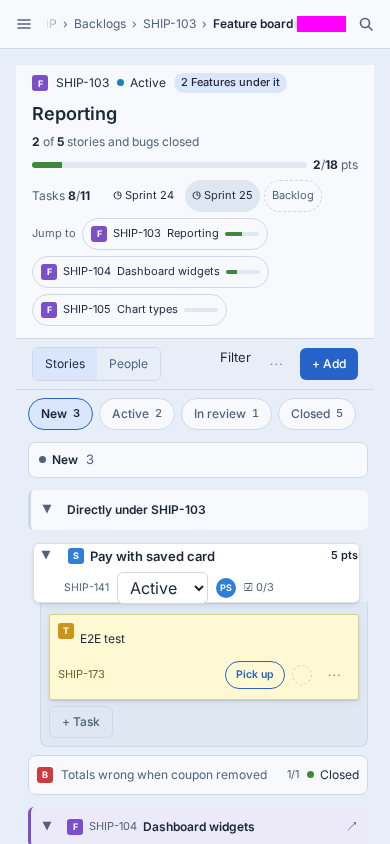 IP › Backlogs › SHIP-103 › Feature board
F SHIP-103 Active 2 Features under it
Reporting
2 of 5 stories and bugs closed
2/18 pts
Tasks 8/11 Sprint 24 Sprint 25 Backlog
Jump to F SHIP-103 Reporting
F SHIP-104 Dashboard widgets
F SHIP-105 Chart types
Stories People Filter ... + Add
New 3 Active 2 In review 1 Closed 5
New 3
Directly under SHIP-103
S Pay with saved card 5 pts
SHIP-141 Active PS 0/3
T E2E test
SHIP-173 Pick up ...
+ Task
B Totals wrong when coupon removed 1/1 Closed
F SHIP-104 Dashboard widgets